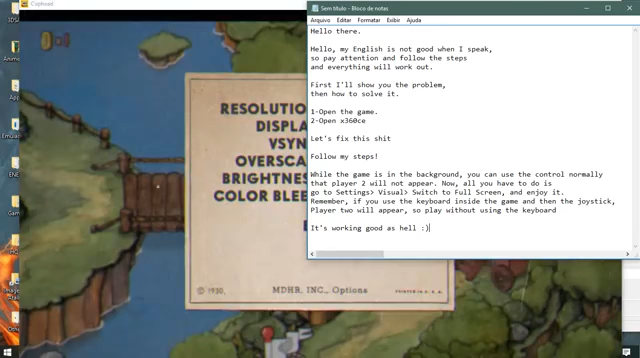 Cuphead
Sem título - Bloco de notas
Arquivo Editar Formatar Exibir Ajuda
Hello there.
Hello, my English is not good when I speak,
so pay attention and follow the steps
and everything will work out.
First I'll show you the problem,
then how to solve it.
1-Open the game.
2-Open x360ce
Let's fix this shit
Follow my steps!
While the game is in the background, you can use the control normally
that player 2 will not appear. Now, all you have to do is
go to Settings> Visual> Switch to Full Screen, and enjoy it.
Remember, if you use the keyboard inside the game and then the joystick,
Player two will appear, so play without using the keyboard
It's working good as hell :)
RESOLUTIO
DISPLA
VSYN
OVERSCA
BRIGHTNES
COLOR BLEE
© 1930, MDHR, INC., Options PRINTED IN U. S. A.